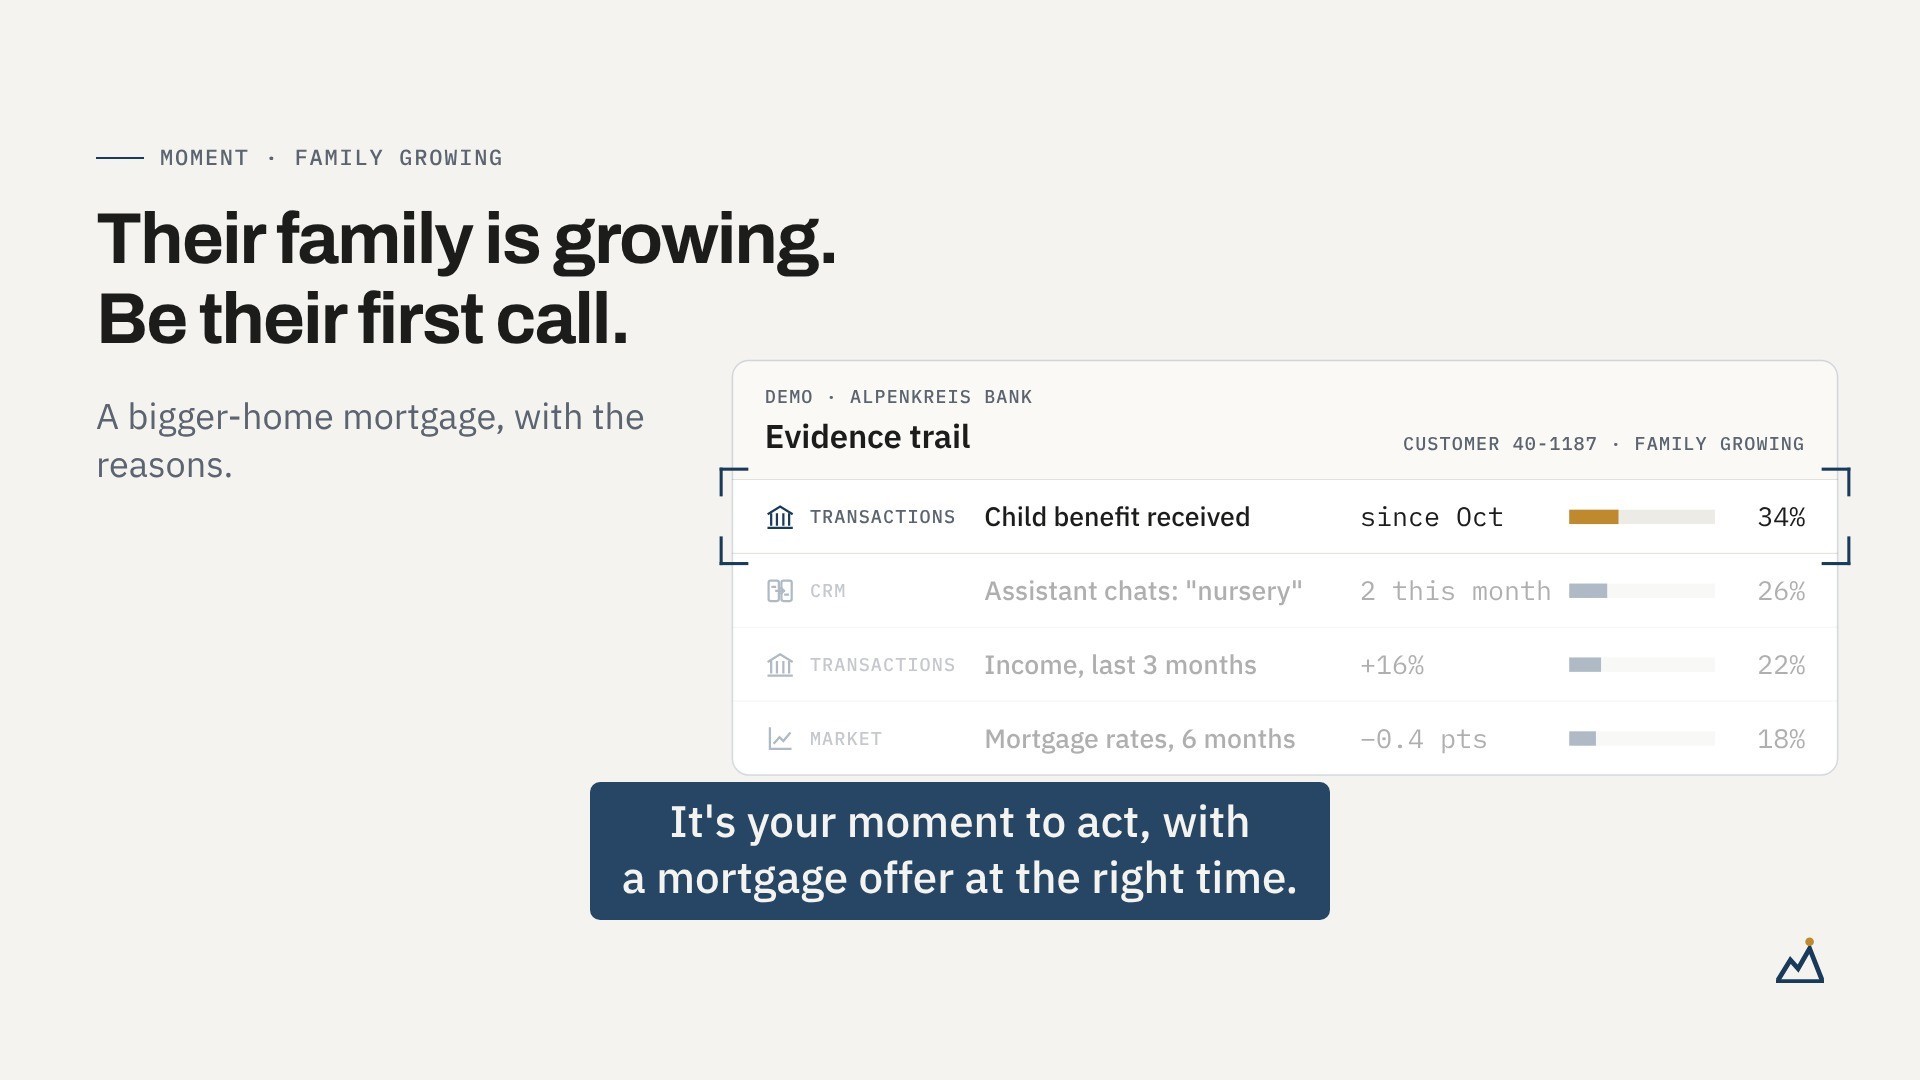 MOMENT · FAMILY GROWING
Their family is growing.
Be their first call.
A bigger-home mortgage, with the
reasons.
DEMO · ALPENKREIS BANK
Evidence trail
CUSTOMER 40-1187 · FAMILY GROWING
TRANSACTIONS Child benefit received since Oct 34%
CRM Assistant chats: "nursery" 2 this month 26%
TRANSACTIONS Income, last 3 months +16% 22%
MARKET Mortgage rates, 6 months −0.4 pts 18%
It's your moment to act, with
a mortgage offer at the right time.